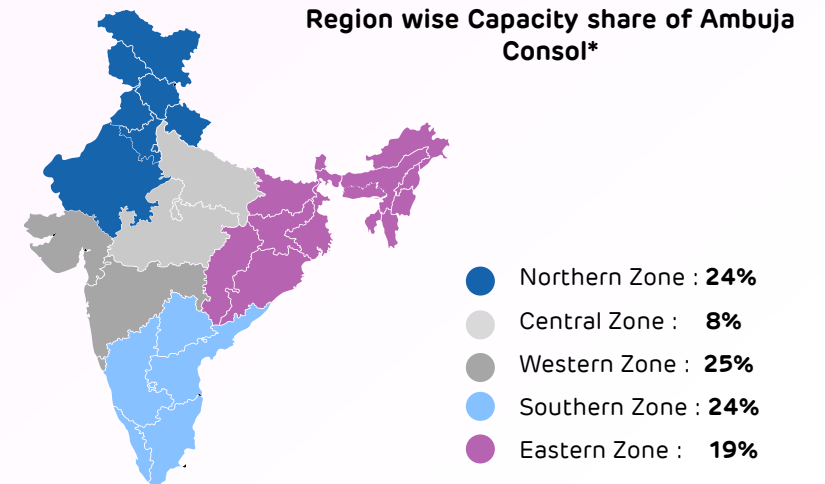 Region wise Capacity share of Ambuja
Consol*
Northern Zone : 24%
Central Zone : 8%
Western Zone : 25%
Southern Zone : 24%
Eastern Zone : 19%